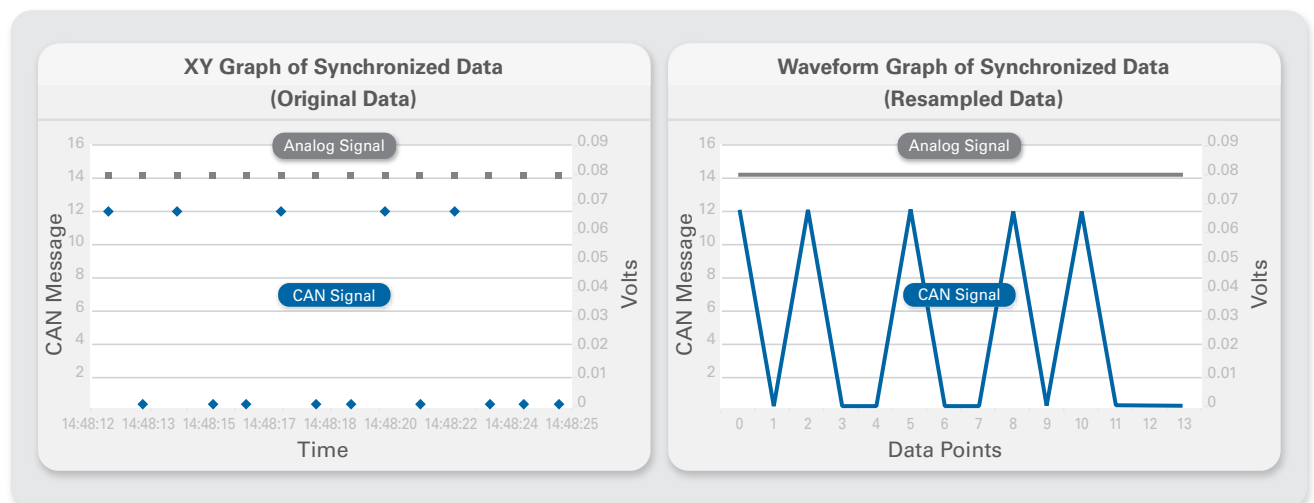 XY Graph of Synchronized Data
(Original Data)
Analog Signal
CAN Signal
16
14
12
10
8
6
4
2
CAN Message
0.09
0.08
0.07
0.06
0.05
0.04
0.03
0.02
0.01
0
Volts
14:48:12 14:48:13 14:48:15 14:48:17 14:48:18 14:48:20 14:48:22 14:48:24 14:48:25
Time
Waveform Graph of Synchronized Data
(Resampled Data)
Analog Signal
CAN Signal
16
14
12
10
8
6
4
2
CAN Message
0.09
0.08
0.07
0.06
0.05
0.04
0.03
0.02
0.01
0
Volts
0 1 2 3 4 5 6 7 8 9 10 11 12 13
Data Points